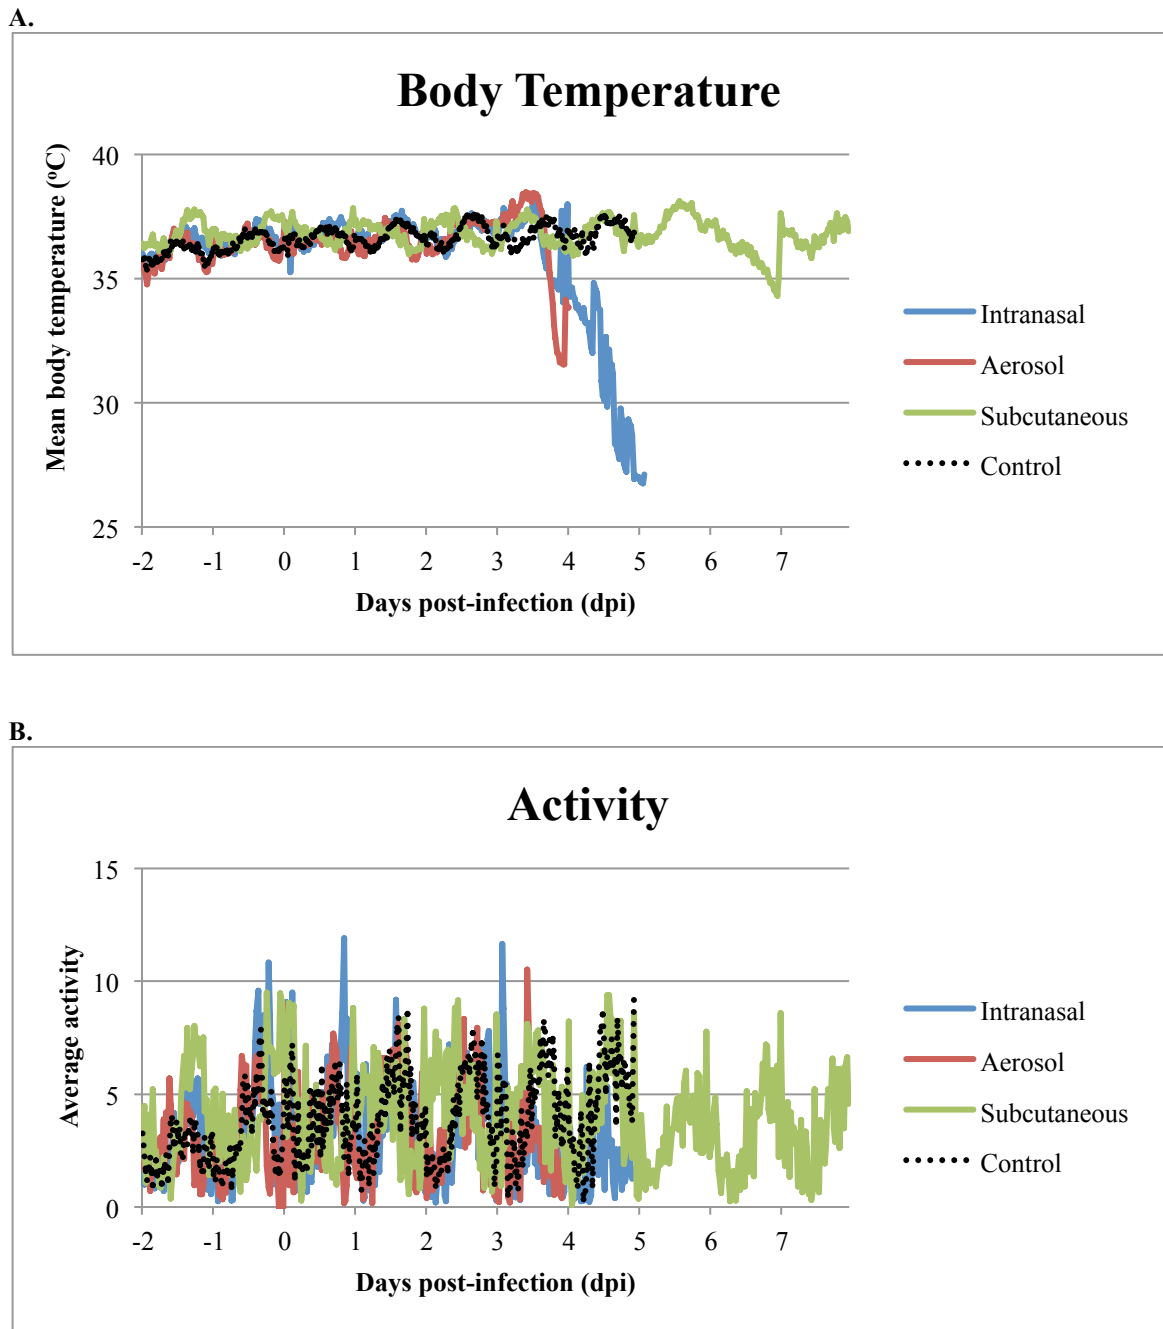 A.
Body Temperature
Mean body temperature (°C)
40
35
30
25
-2 -1 0 1 2 3 4 5 6 7
Days post-infection (dpi)
Intranasal
Aerosol
Subcutaneous
Control
B.
Activity
Average activity
15
10
5
0
-2 -1 0 1 2 3 4 5 6 7
Days post-infection (dpi)
Intranasal
Aerosol
Subcutaneous
Control